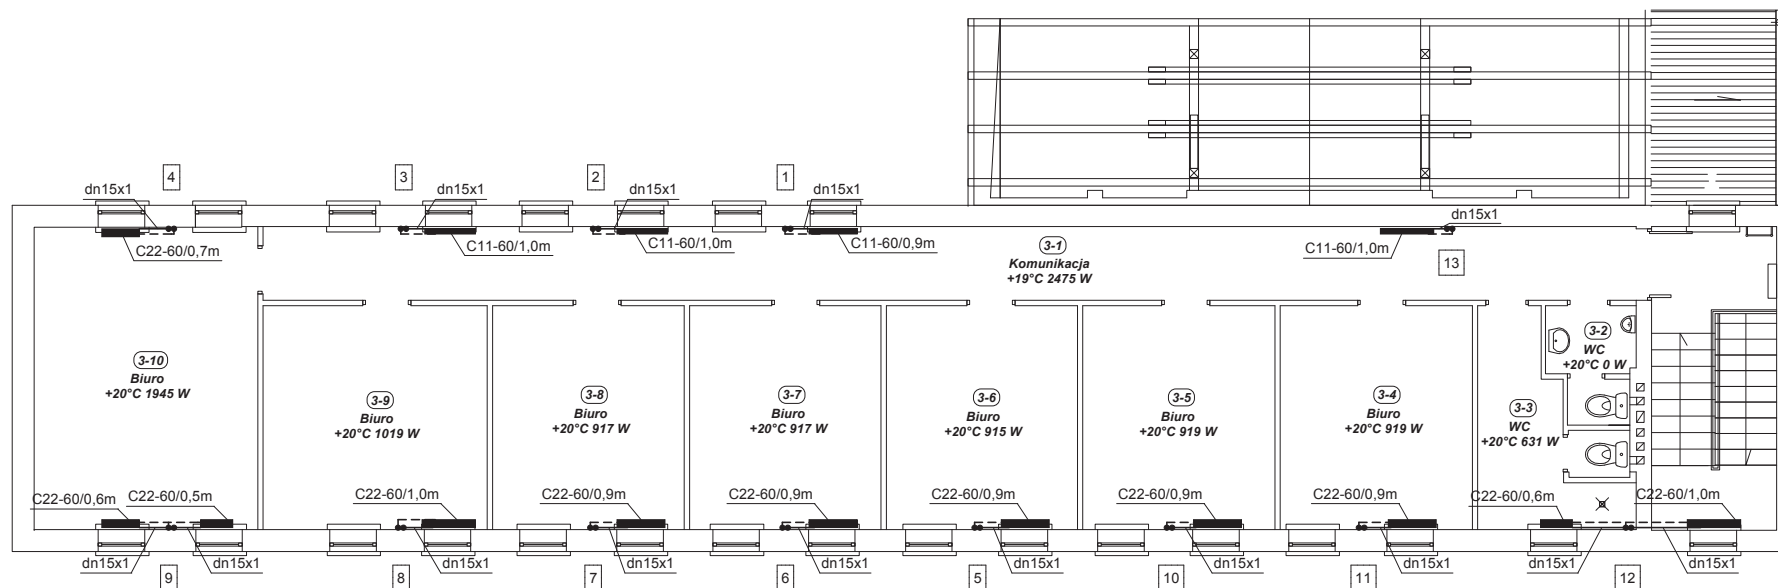 4
3
2
1
dn15x1
dn15x1
dn15x1
dn15x1
dn15x1
C22-60/0,7m
C11-60/1,0m
C11-60/1,0m
C11-60/0,9m
C11-60/1,0m
13
3-1
Komunikacja
+19°C 2475 W
3-2
WC
+20°C 0 W
3-10
Biuro
+20°C 1945 W
3-9
Biuro
+20°C 1019 W
3-8
Biuro
+20°C 917 W
3-7
Biuro
+20°C 917 W
3-6
Biuro
+20°C 915 W
3-5
Biuro
+20°C 919 W
3-4
Biuro
+20°C 919 W
3-3
WC
+20°C 631 W
C22-60/0,6m
C22-60/0,5m
C22-60/1,0m
C22-60/0,9m
C22-60/0,9m
C22-60/0,9m
C22-60/0,9m
C22-60/0,9m
C22-60/0,6m
C22-60/1,0m
dn15x1
dn15x1
dn15x1
dn15x1
dn15x1
dn15x1
dn15x1
dn15x1
dn15x1
dn15x1
9
8
7
6
5
10
11
12